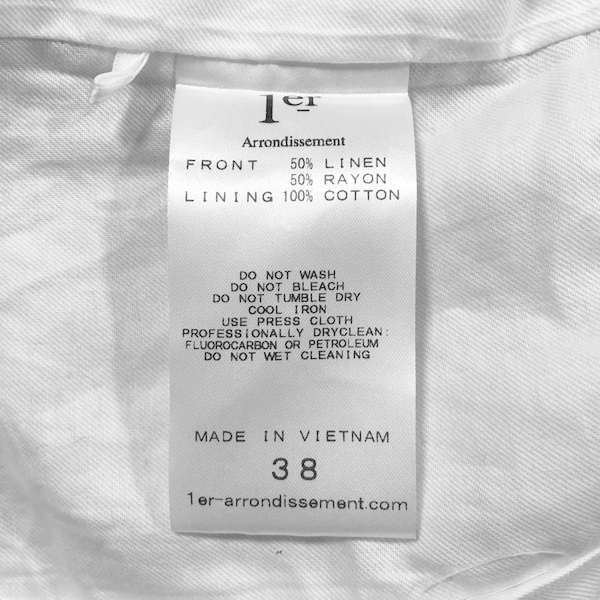 1er
Arrondissement
FRONT 50% LINEN
50% RAYON
LINING 100% COTTON
DO NOT WASH
DO NOT BLEACH
DO NOT TUMBLE DRY
COOL IRON
USE PRESS CLOTH
PROFESSIONALLY DRYCLEAN:
FLUOROCARBON OR PETROLEUM
DO NOT WET CLEANING
MADE IN VIETNAM
38
1er-arrondissement.com